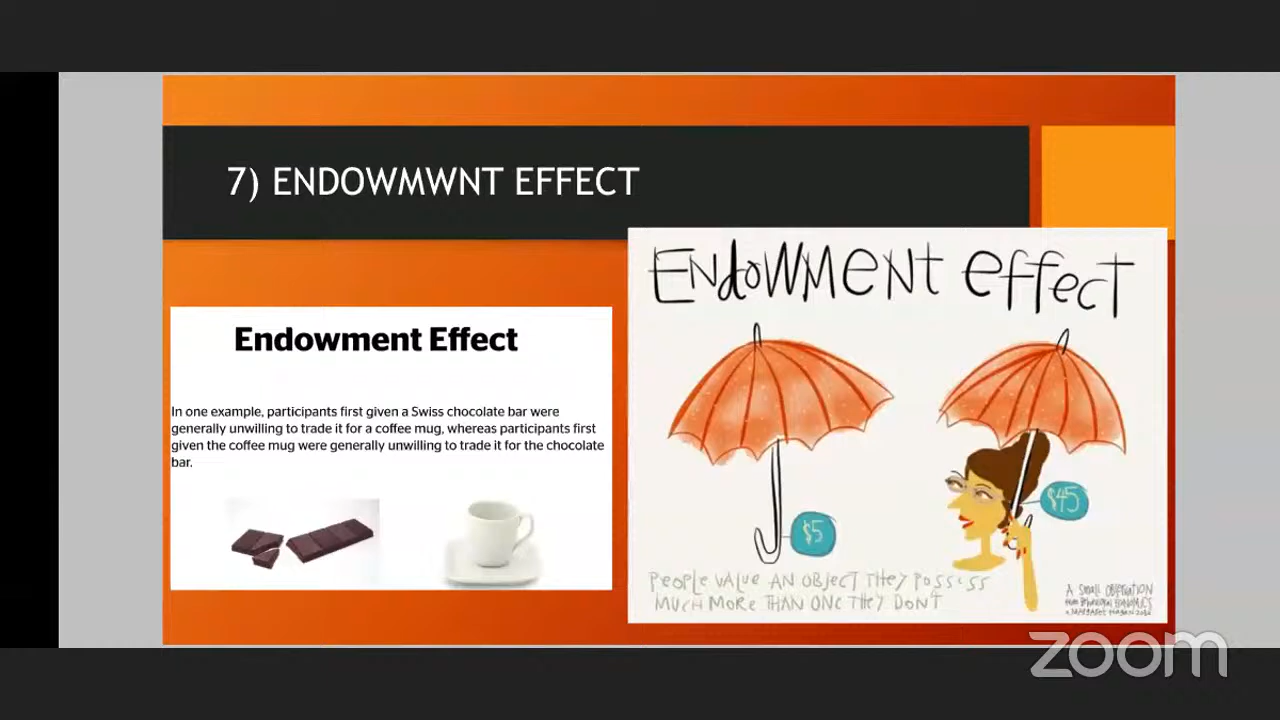 7) ENDOWMWNT EFFECT
Endowment Effect
In one example, participants first given a Swiss chocolate bar were
generally unwilling to trade it for a coffee mug, whereas participants first
given the coffee mug were generally unwilling to trade it for the chocolate
bar.
EndOWMENT effect
$5
$45
PEOPLE VALUE AN OBJECT THEY POSSESS
MUCH MORE THAN ONE THEY DONT
A SMALL
FROM BEHAVIORAL ECONOMICS
MARGARET
zoom